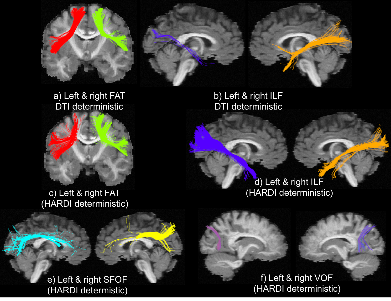 a) Left & right FAT
DTI deterministic
b) Left & right ILF
DTI deterministic
c) Left & right FAT
(HARDI deterministic)
d) Left & right ILF
(HARDI deterministic)
e) Left & right SFOF
(HARDI deterministic)
f) Left & right VOF
(HARDI deterministic)